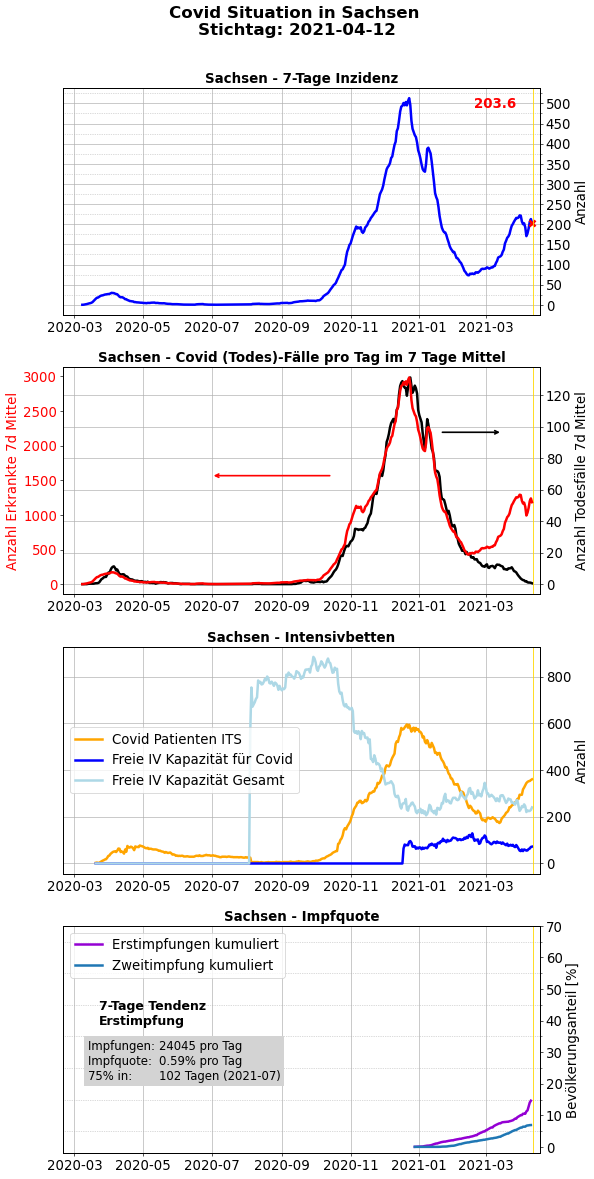 Covid Situation in Sachsen
Stichtag: 2021-04-12
Sachsen - 7-Tage Inzidenz
203.6
500
450
400
350
300
250
200
150
100
50
0
Anzahl
2020-03 2020-05 2020-07 2020-09 2020-11 2021-01 2021-03
Sachsen - Covid (Todes)-Fälle pro Tag im 7 Tage Mittel
Anzahl Erkrankte 7d Mittel
3000
2500
2000
1500
1000
500
0
120
100
80
60
40
20
0
Anzahl Todesfälle 7d Mittel
2020-03 2020-05 2020-07 2020-09 2020-11 2021-01 2021-03
Sachsen - Intensivbetten
Covid Patienten ITS
Freie IV Kapazität für Covid
Freie IV Kapazität Gesamt
800
600
400
200
0
Anzahl
2020-03 2020-05 2020-07 2020-09 2020-11 2021-01 2021-03
Sachsen - Impfquote
Erstimpfungen kumuliert
Zweitimpfung kumuliert
7-Tage Tendenz
Erstimpfung
Impfungen: 24045 pro Tag
Impfquote: 0.59% pro Tag
75% in: 102 Tagen (2021-07)
70
60
50
40
30
20
10
0
Bevölkerungsanteil [%]
2020-03 2020-05 2020-07 2020-09 2020-11 2021-01 2021-03